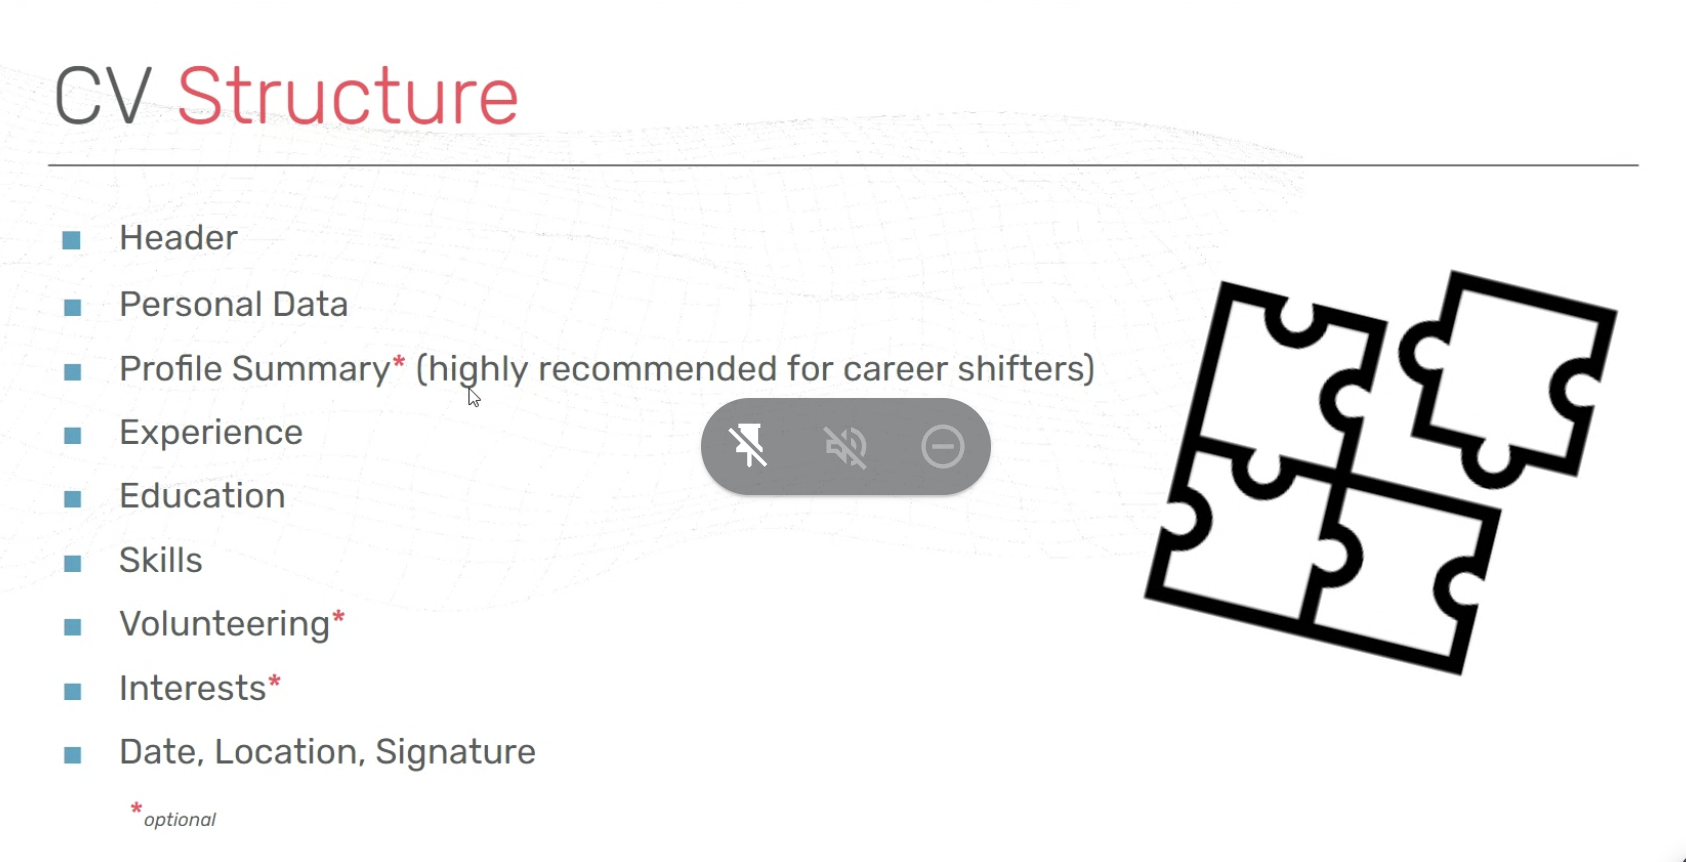 CV Structure
Header
Personal Data
Profile Summary* (highly recommended for career shifters)
Experience
Education
Skills
Volunteering*
Interests*
Date, Location, Signature
*optional